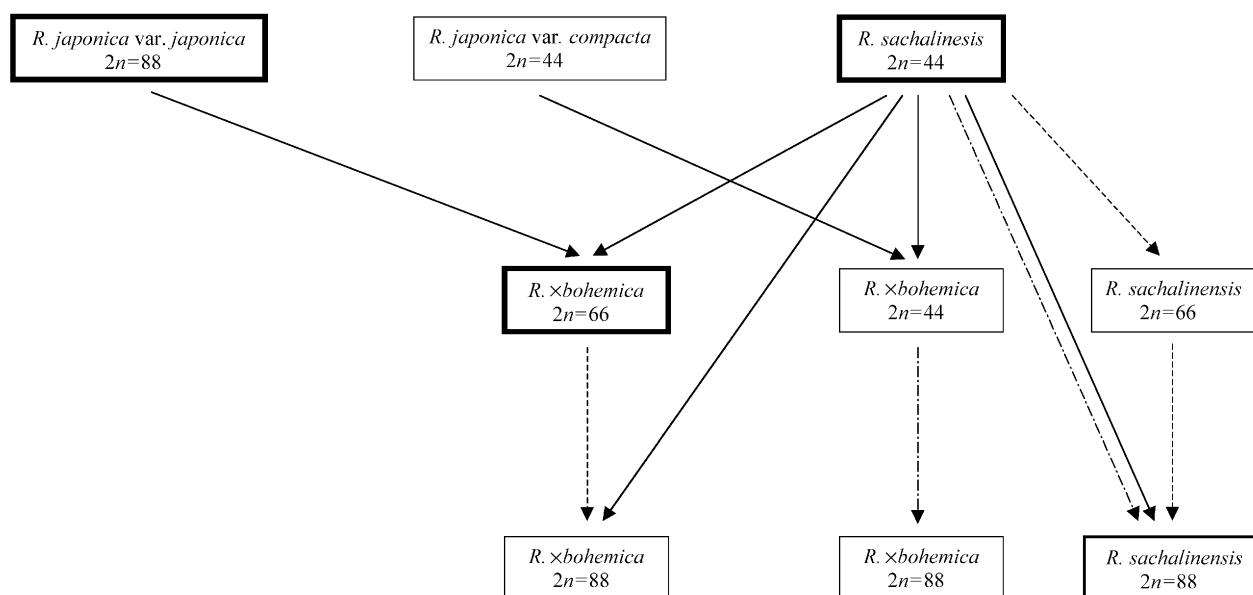 R. japonica var. japonica
2n=88
R. japonica var. compacta
2n=44
R. sachalinesis
2n=44
R. ×bohemica
2n=66
R. ×bohemica
2n=44
R. sachalinensis
2n=66
R. ×bohemica
2n=88
R. ×bohemica
2n=88
R. sachalinensis
2n=88